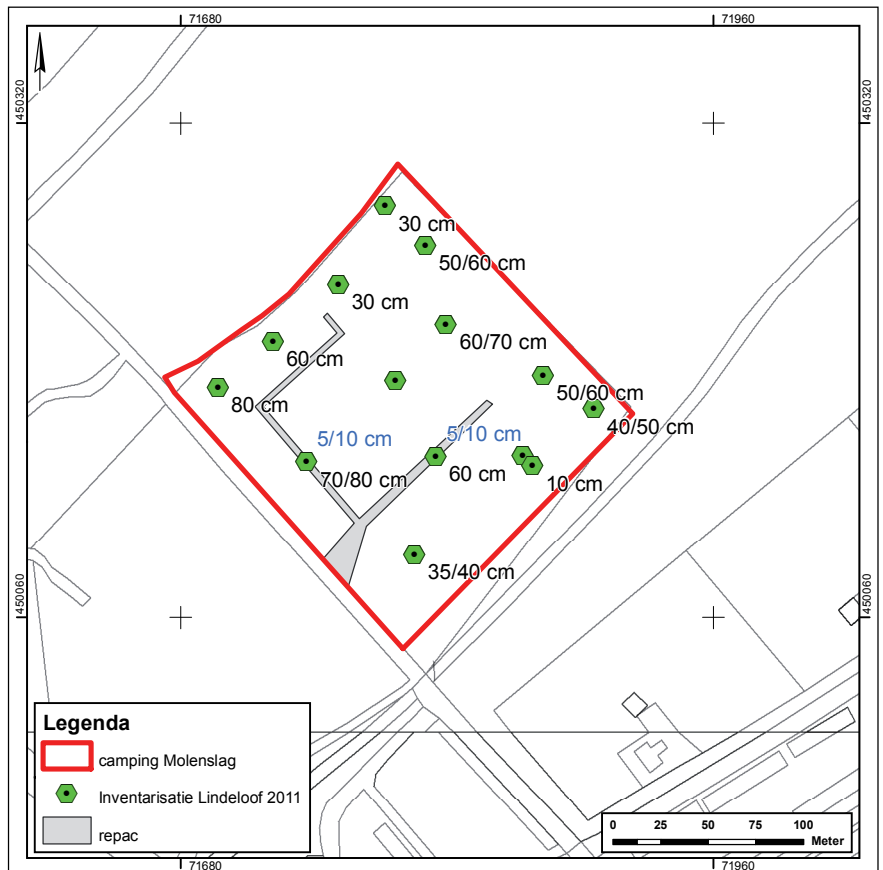 71680
71960
450320
450320
30 cm
50/60 cm
30 cm
60/70 cm
60 cm
50/60 cm
80 cm
40/50 cm
5/10 cm
5/10 cm
70/80 cm
60 cm
10 cm
35/40 cm
450060
450060
Legenda
camping Molenslag
Inventarisatie Lindeloof 2011
repac
0 25 50 75 100
Meter
71680
71960